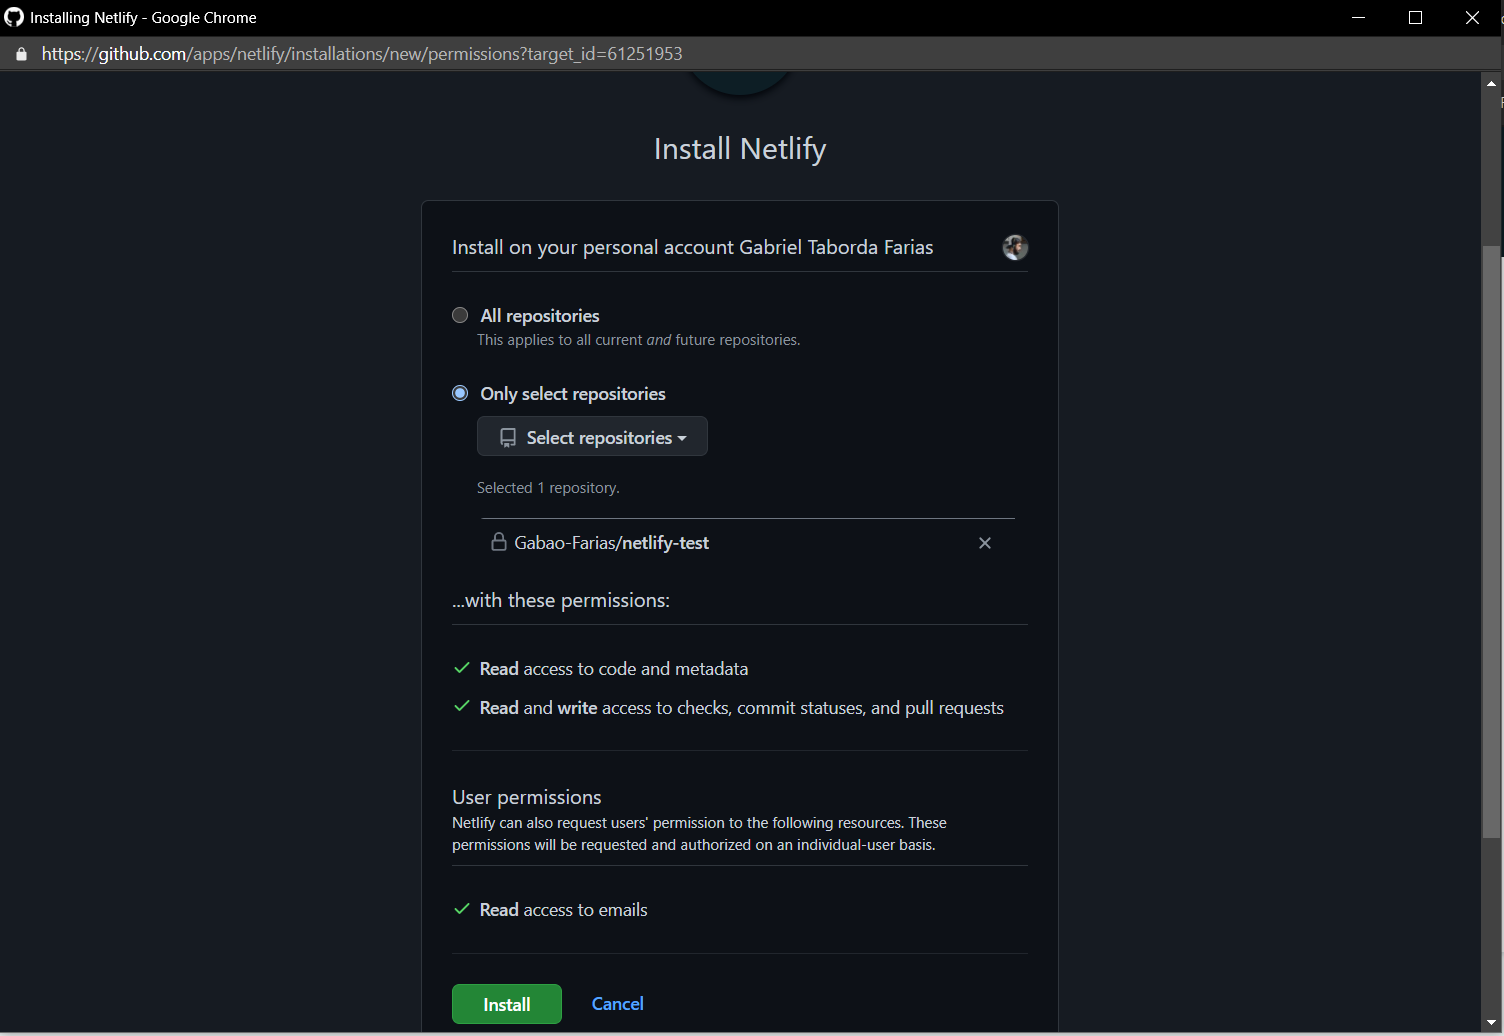 Installing Netlify - Google Chrome
https://github.com/apps/netlify/installations/new/permissions?target_id=61251953
Install Netlify
Install on your personal account Gabriel Taborda Farias
All repositories
This applies to all current and future repositories.
Only select repositories
Select repositories
Selected 1 repository.
Gabao-Farias/netlify-test
...with these permissions:
Read access to code and metadata
Read and write access to checks, commit statuses, and pull requests
User permissions
Netlify can also request users' permission to the following resources. These
permissions will be requested and authorized on an individual-user basis.
Read access to emails
Install Cancel